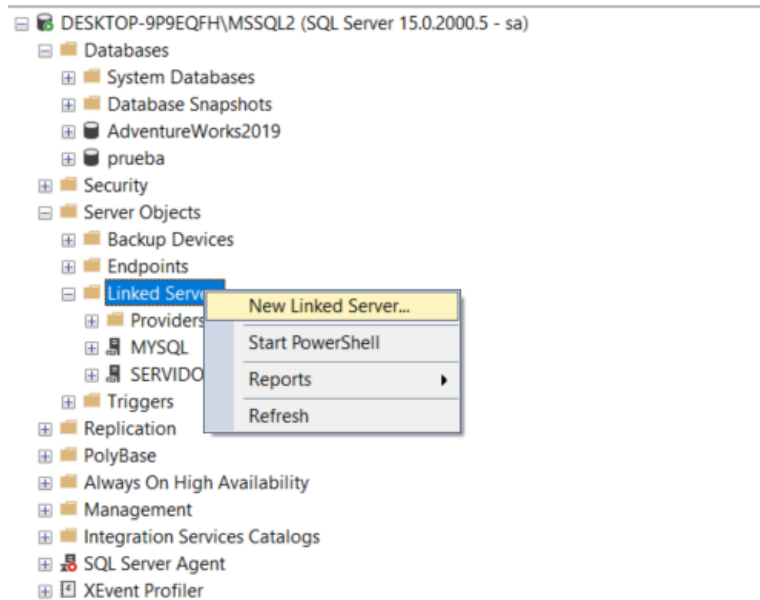 DESKTOP-9P9EQFH\MSSQL2 (SQL Server 15.0.2000.5 - sa)
Databases
System Databases
Database Snapshots
AdventureWorks2019
prueba
Security
Server Objects
Backup Devices
Endpoints
Linked Serve
New Linked Server...
Providers
Start PowerShell
MYSQL
SERVIDO
Reports
Triggers
Refresh
Replication
PolyBase
Always On High Availability
Management
Integration Services Catalogs
SQL Server Agent
XEvent Profiler